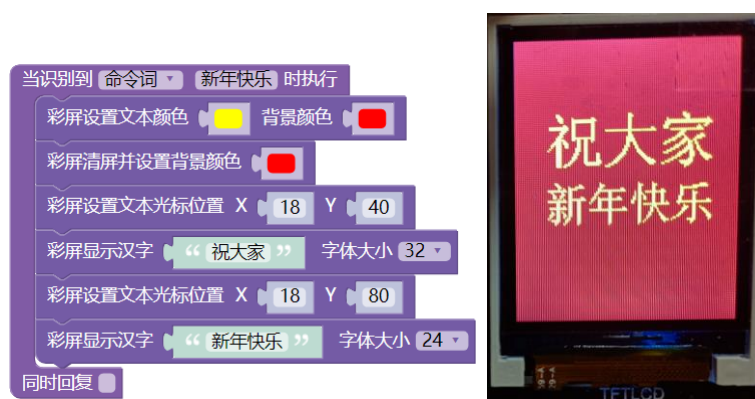 当识别到 命令词 新年快乐 时执行
彩屏设置文本颜色 背景颜色
彩屏清屏并设置背景颜色
彩屏设置文本光标位置 X 18 Y 40
彩屏显示汉字 “ 祝大家 ” 字体大小 32
彩屏设置文本光标位置 X 18 Y 80
彩屏显示汉字 “ 新年快乐 ” 字体大小 24
同时回复
祝大家
新年快乐
TFTLCD